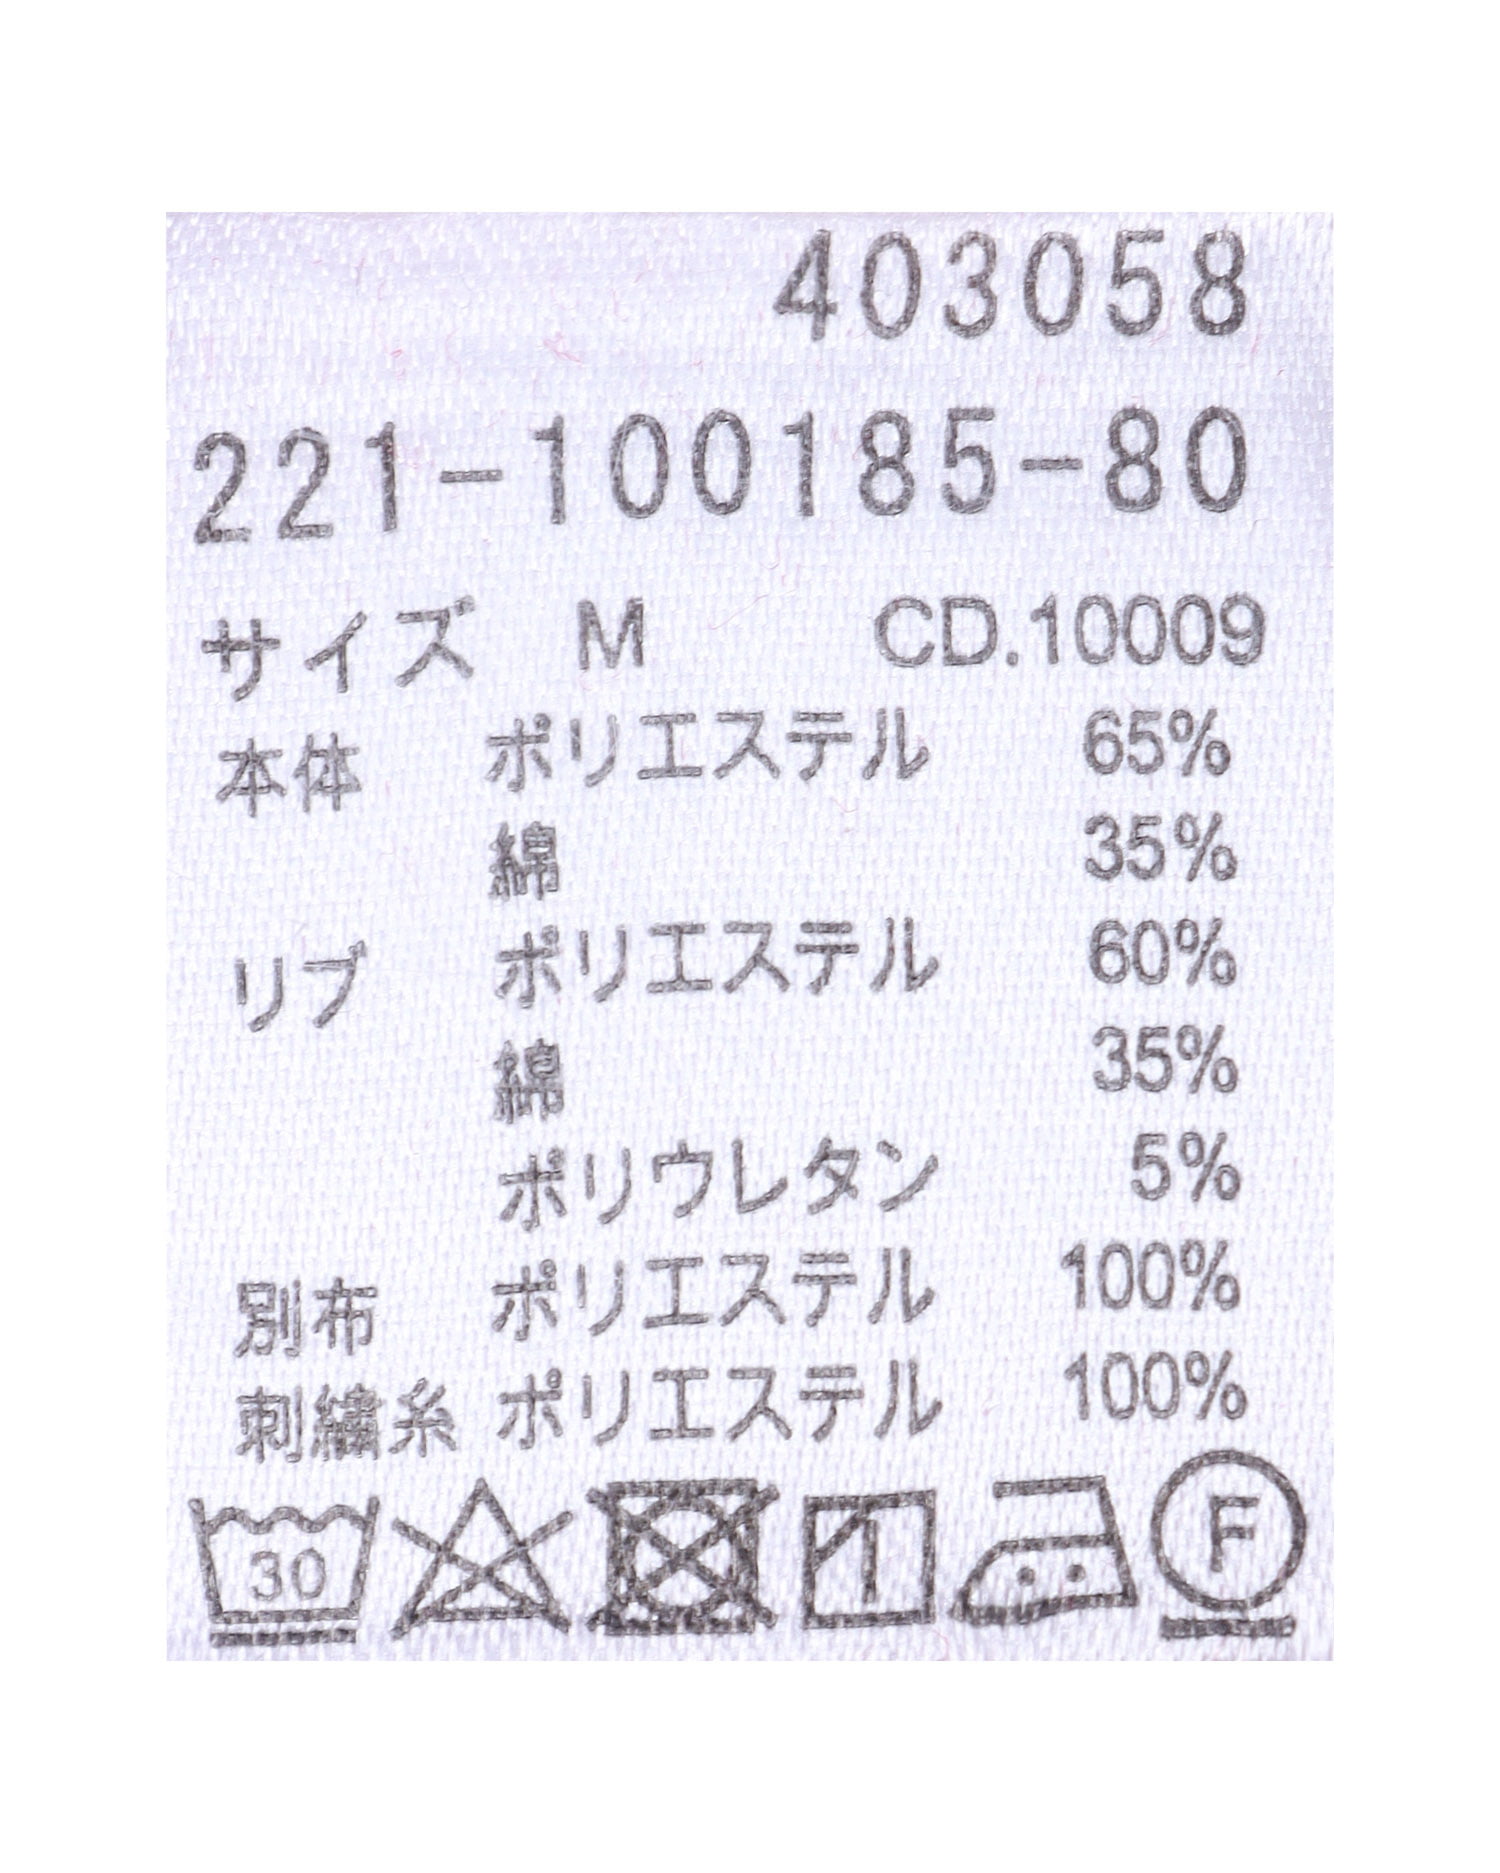 403058
221-100185-80
サイズ M CD.10009
本体 ポリエステル 65%
綿 35%
リブ ポリエステル 60%
綿 35%
ポリウレタン 5%
別布 ポリエステル 100%
刺繍糸 ポリエステル 100%
30 F